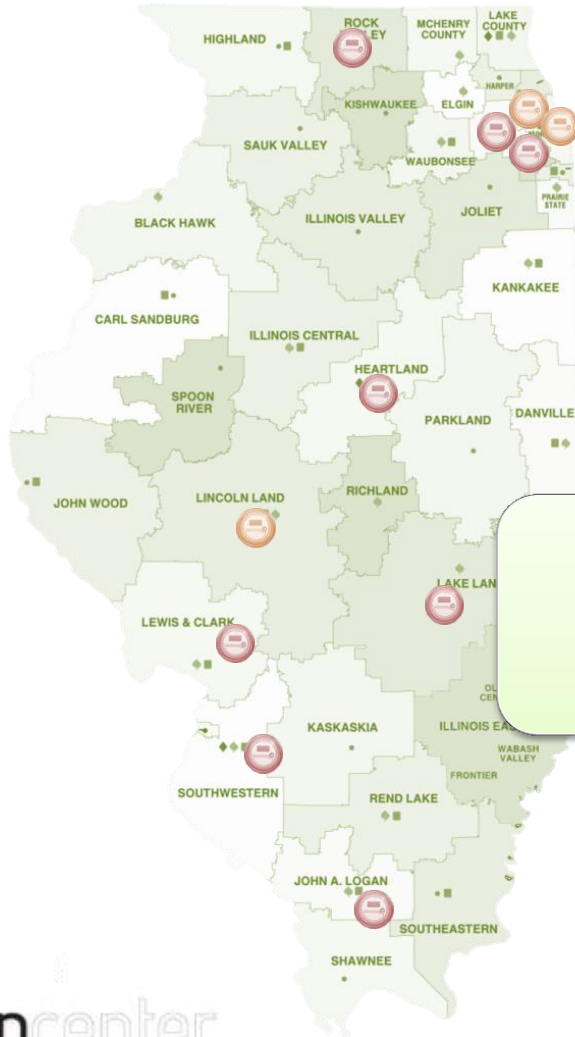 ROCK
MCHENRY
COUNTY
LAKE
COUNTY
HIGHLAND
HARPER
KISHWAUKEE
ELGIN
SAUK VALLEY
WAUBONSEE
PRAIRIE
STATE
BLACK HAWK
ILLINOIS VALLEY
JOLIET
KANKAKEE
CARL SANDBURG
ILLINOIS CENTRAL
HEARTLAND
SPOON
RIVER
PARKLAND
DANVILLE
JOHN WOOD
LINCOLN LAND
RICHLAND
LAKE LAN
LEWIS & CLARK
KASKASKIA
ILLINOIS EAS
WABASH
VALLEY
FRONTIER
SOUTHWESTERN
REND LAKE
JOHN A. LOGAN
SOUTHEASTERN
SHAWNEE
ncenter